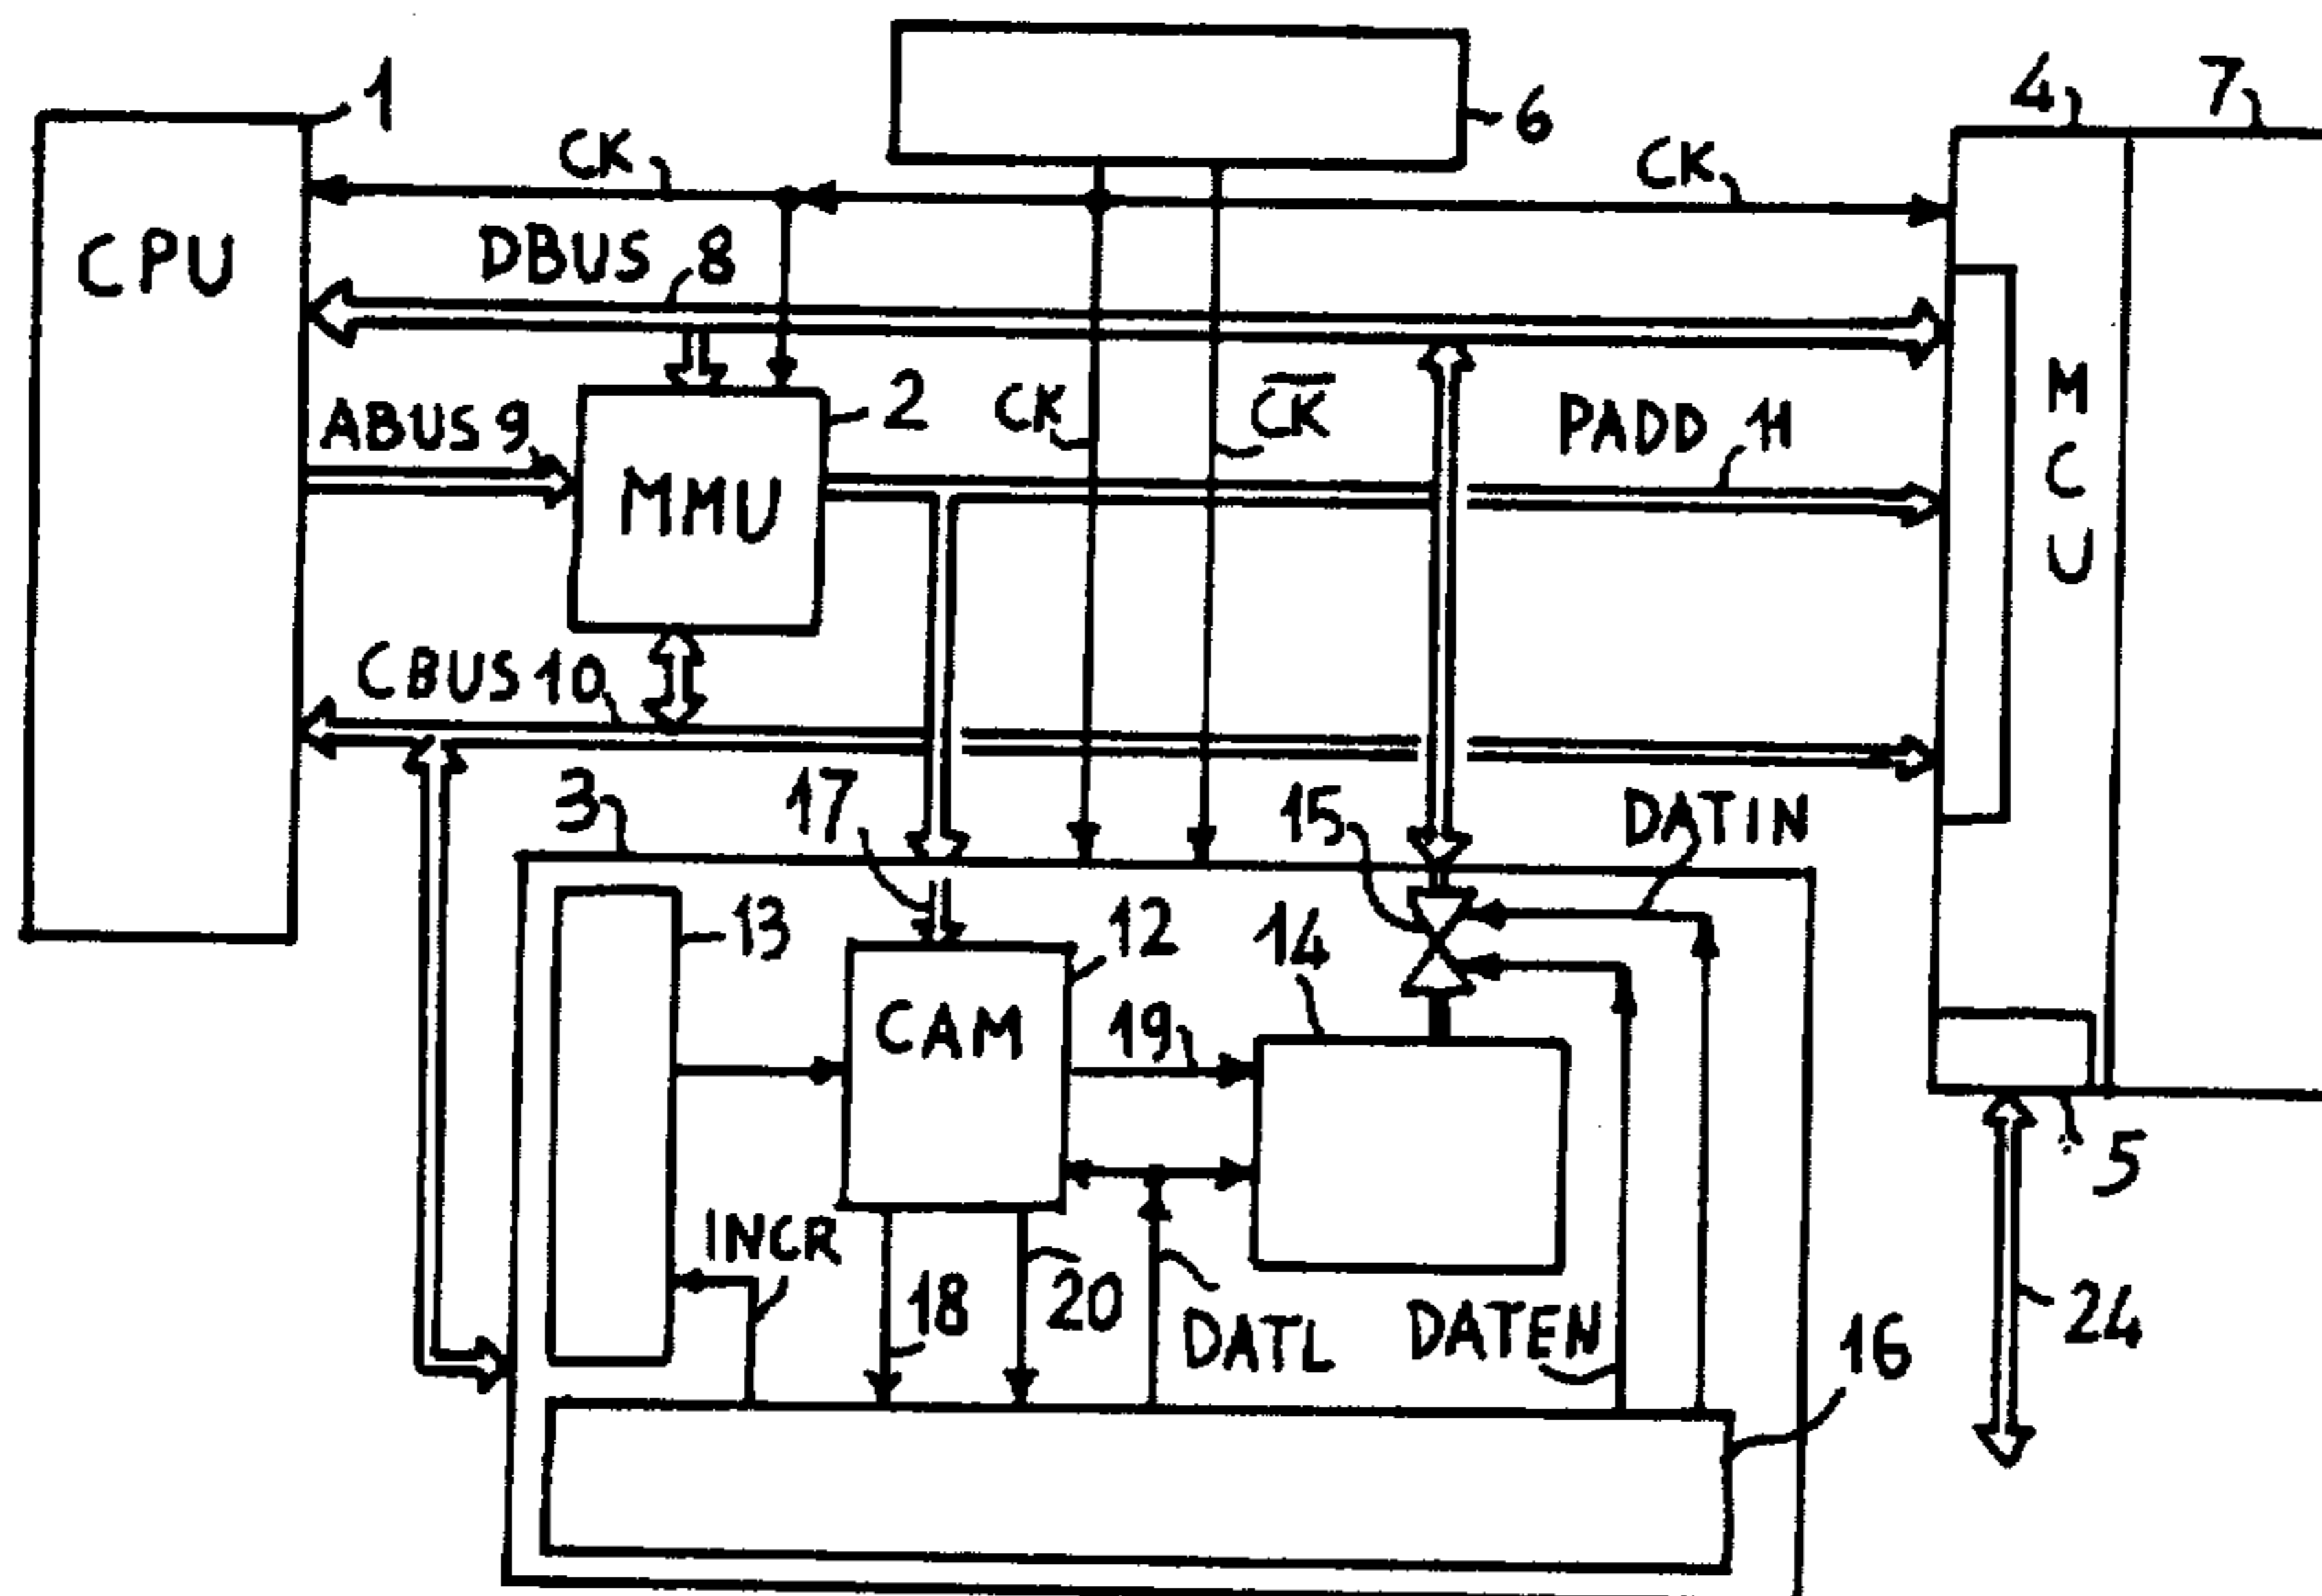 1
6
4
7
CK
CK
CPU
DBUS 8
MCU
2
CK
C̅K̅
ABUS 9
PADD 11
MMU
CBUS 10
3
17
15
DATIN
13
12
14
CAM
19
5
INCR
18
20
DATL
DATEN
16
24